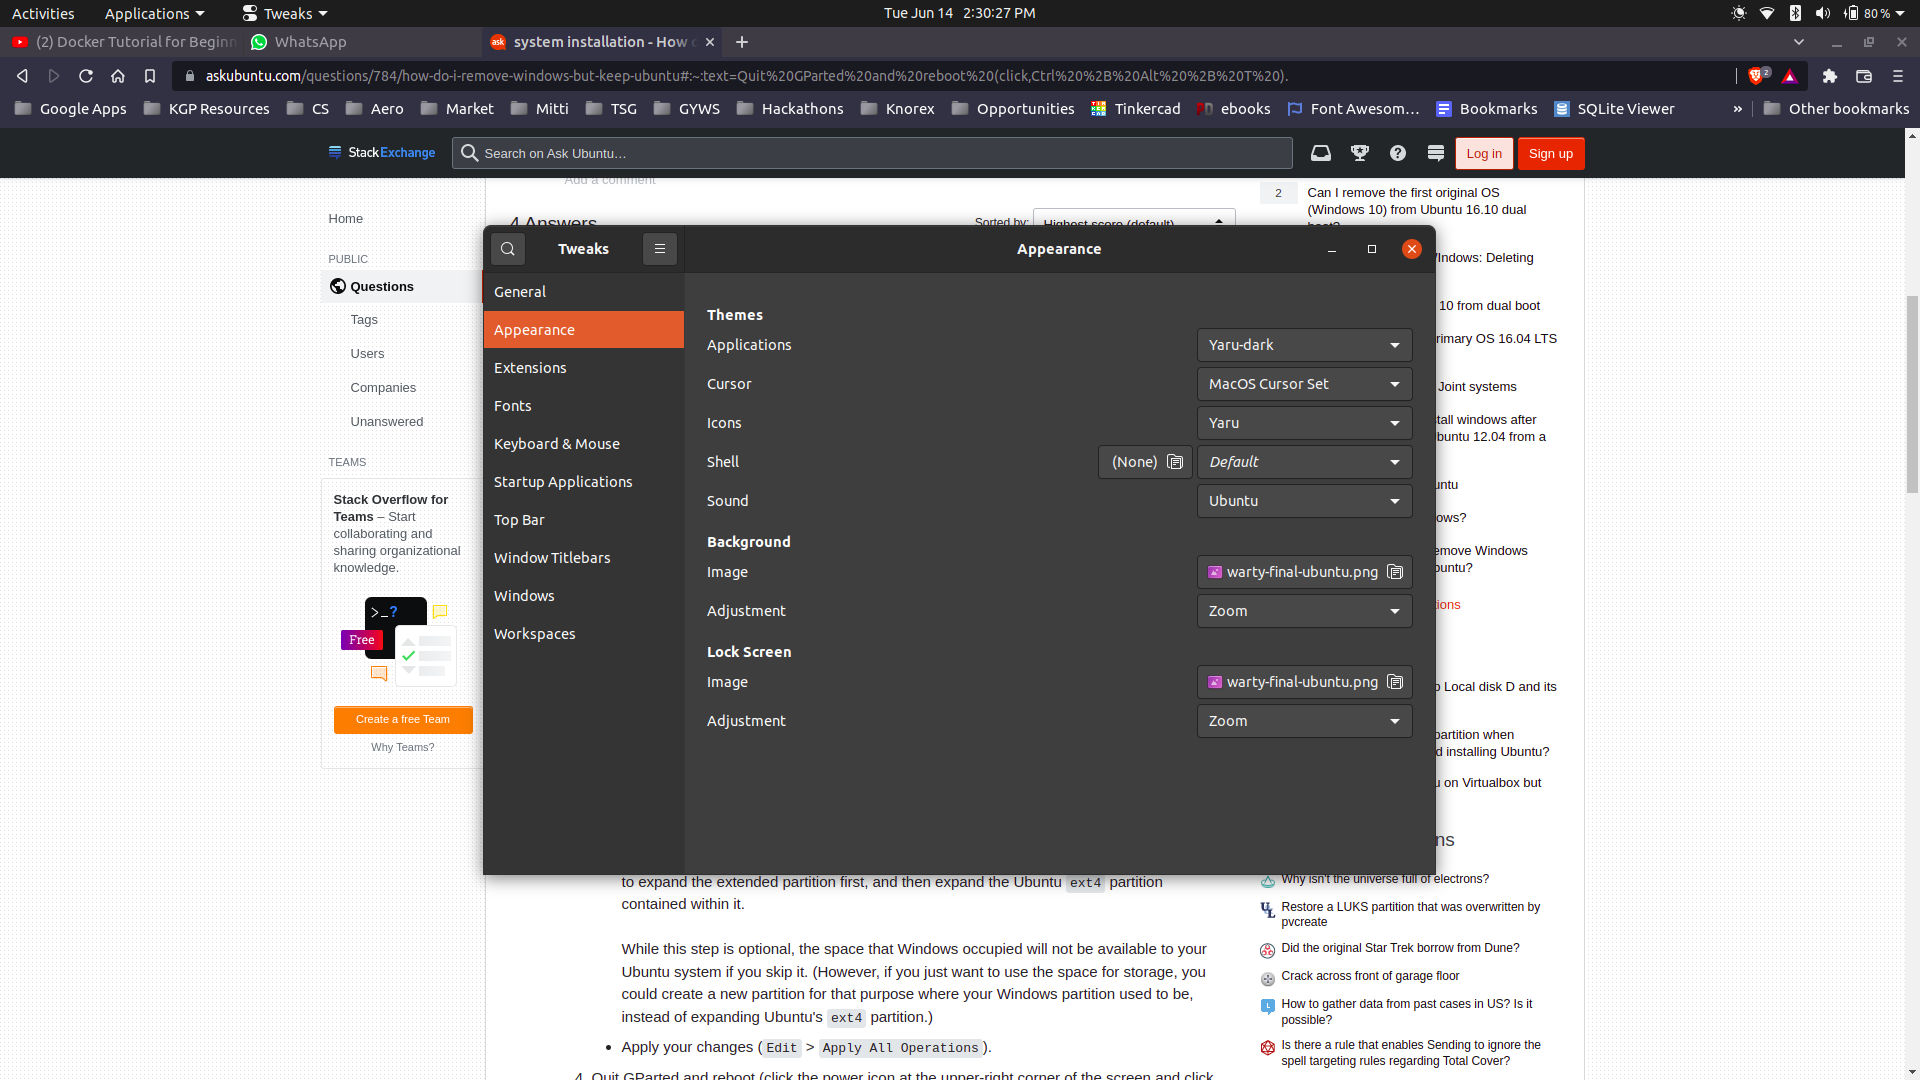 Activities Applications Tweaks Tue Jun 14 2:30:27 PM 80 %
(2) Docker Tutorial for Beginn WhatsApp system installation - How
askubuntu.com/questions/784/how-do-i-remove-windows-but-keep-ubuntu#:~:text=Quit%20GParted%20and%20reboot%20(click,Ctrl%20%2B%20Alt%20%2B%20T%20). 2
Google Apps KGP Resources CS Aero Market Mitti TSG GYWS Hackathons Knorex Opportunities Tinkercad ebooks Font Awesom… Bookmarks SQLite Viewer » Other bookmarks
StackExchange Search on Ask Ubuntu… Log in Sign up
Add a comment
4 Answers Sorted by: Highest score (default)
Home
PUBLIC
Questions
Tags
Users
Companies
Unanswered
TEAMS
Stack Overflow for
Teams – Start
collaborating and
sharing organizational
knowledge.
>_?
Free
Create a free Team
Why Teams?
Tweaks Appearance
General
Appearance
Extensions
Fonts
Keyboard & Mouse
Startup Applications
Top Bar
Window Titlebars
Windows
Workspaces
Themes
Applications Yaru-dark
Cursor MacOS Cursor Set
Icons Yaru
Shell (None) Default
Sound Ubuntu
Background
Image warty-final-ubuntu.png
Adjustment Zoom
Lock Screen
Image warty-final-ubuntu.png
Adjustment Zoom
to expand the extended partition first, and then expand the Ubuntu ext4 partition
contained within it.
While this step is optional, the space that Windows occupied will not be available to your
Ubuntu system if you skip it. (However, if you just want to use the space for storage, you
could create a new partition for that purpose where your Windows partition used to be,
instead of expanding Ubuntu's ext4 partition.)
• Apply your changes (Edit > Apply All Operations).
4. Quit GParted and reboot (click the power icon at the upper-right corner of the screen and click
2 Can I remove the first original OS
(Windows 10) from Ubuntu 16.10 dual
boot?
Indows: Deleting
10 from dual boot
rimary OS 16.04 LTS
Joint systems
tall windows after
buntu 12.04 from a
untu
ows?
emove Windows
buntu?
tions
Local disk D and its
partition when
d installing Ubuntu?
u on Virtualbox but
ns
Why isn't the universe full of electrons?
Restore a LUKS partition that was overwritten by
pvcreate
Did the original Star Trek borrow from Dune?
Crack across front of garage floor
How to gather data from past cases in US? Is it
possible?
Is there a rule that enables Sending to ignore the
spell targeting rules regarding Total Cover?